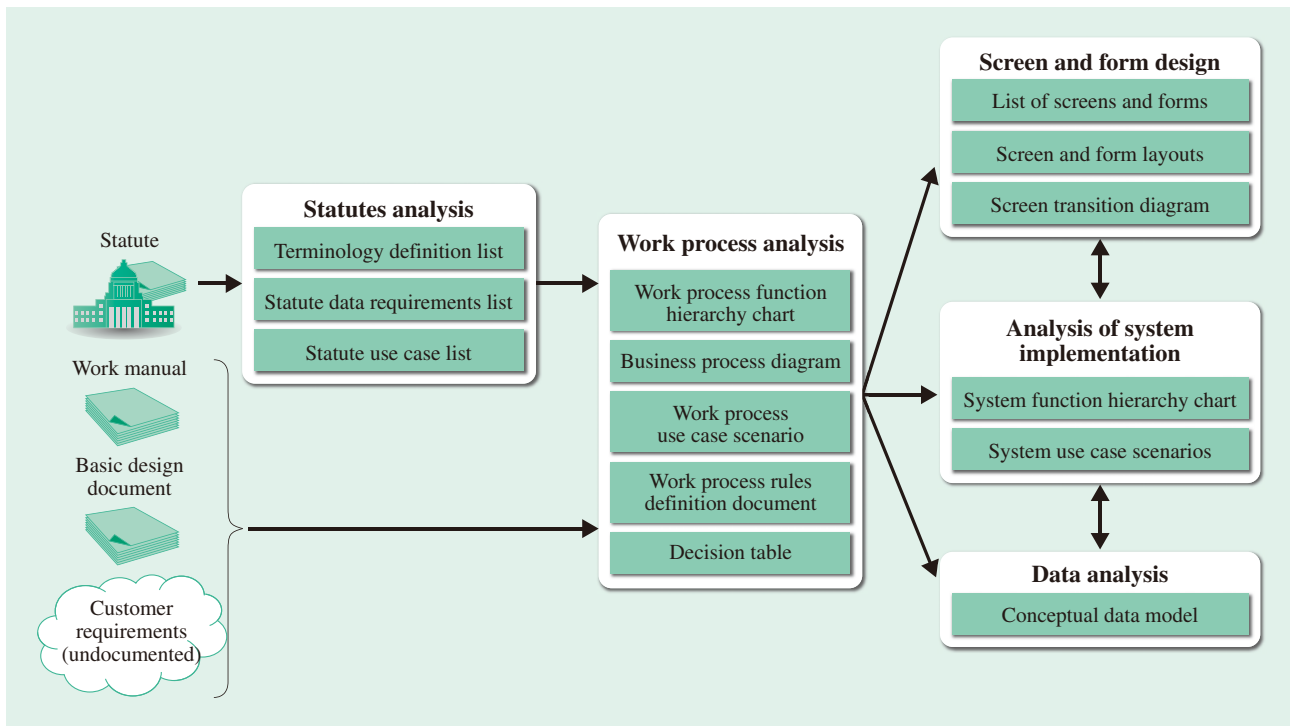 Statute
Work manual
Basic design
document
Customer
requirements
(undocumented)
Statutes analysis
Terminology definition list
Statute data requirements list
Statute use case list
Work process analysis
Work process function
hierarchy chart
Business process diagram
Work process
use case scenario
Work process rules
definition document
Decision table
Screen and form design
List of screens and forms
Screen and form layouts
Screen transition diagram
Analysis of system
implementation
System function hierarchy chart
System use case scenarios
Data analysis
Conceptual data model